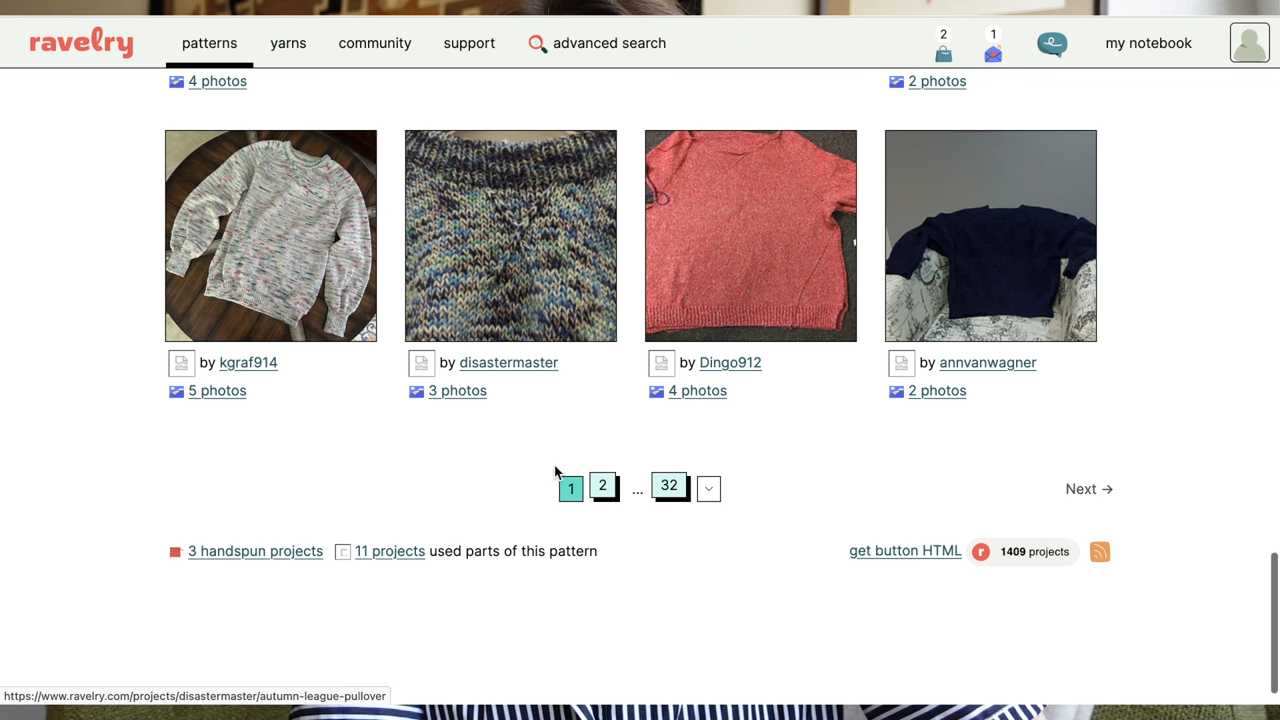 ravelry
patterns yarns community support advanced search 2 1 my notebook
4 photos 2 photos
by kgraf914 by disastermaster by Dingo912 by annvanwagner
5 photos 3 photos 4 photos 2 photos
1 2 ... 32 Next →
3 handspun projects 11 projects used parts of this pattern get button HTML r 1409 projects
https://www.ravelry.com/projects/disastermaster/autumn-league-pullover